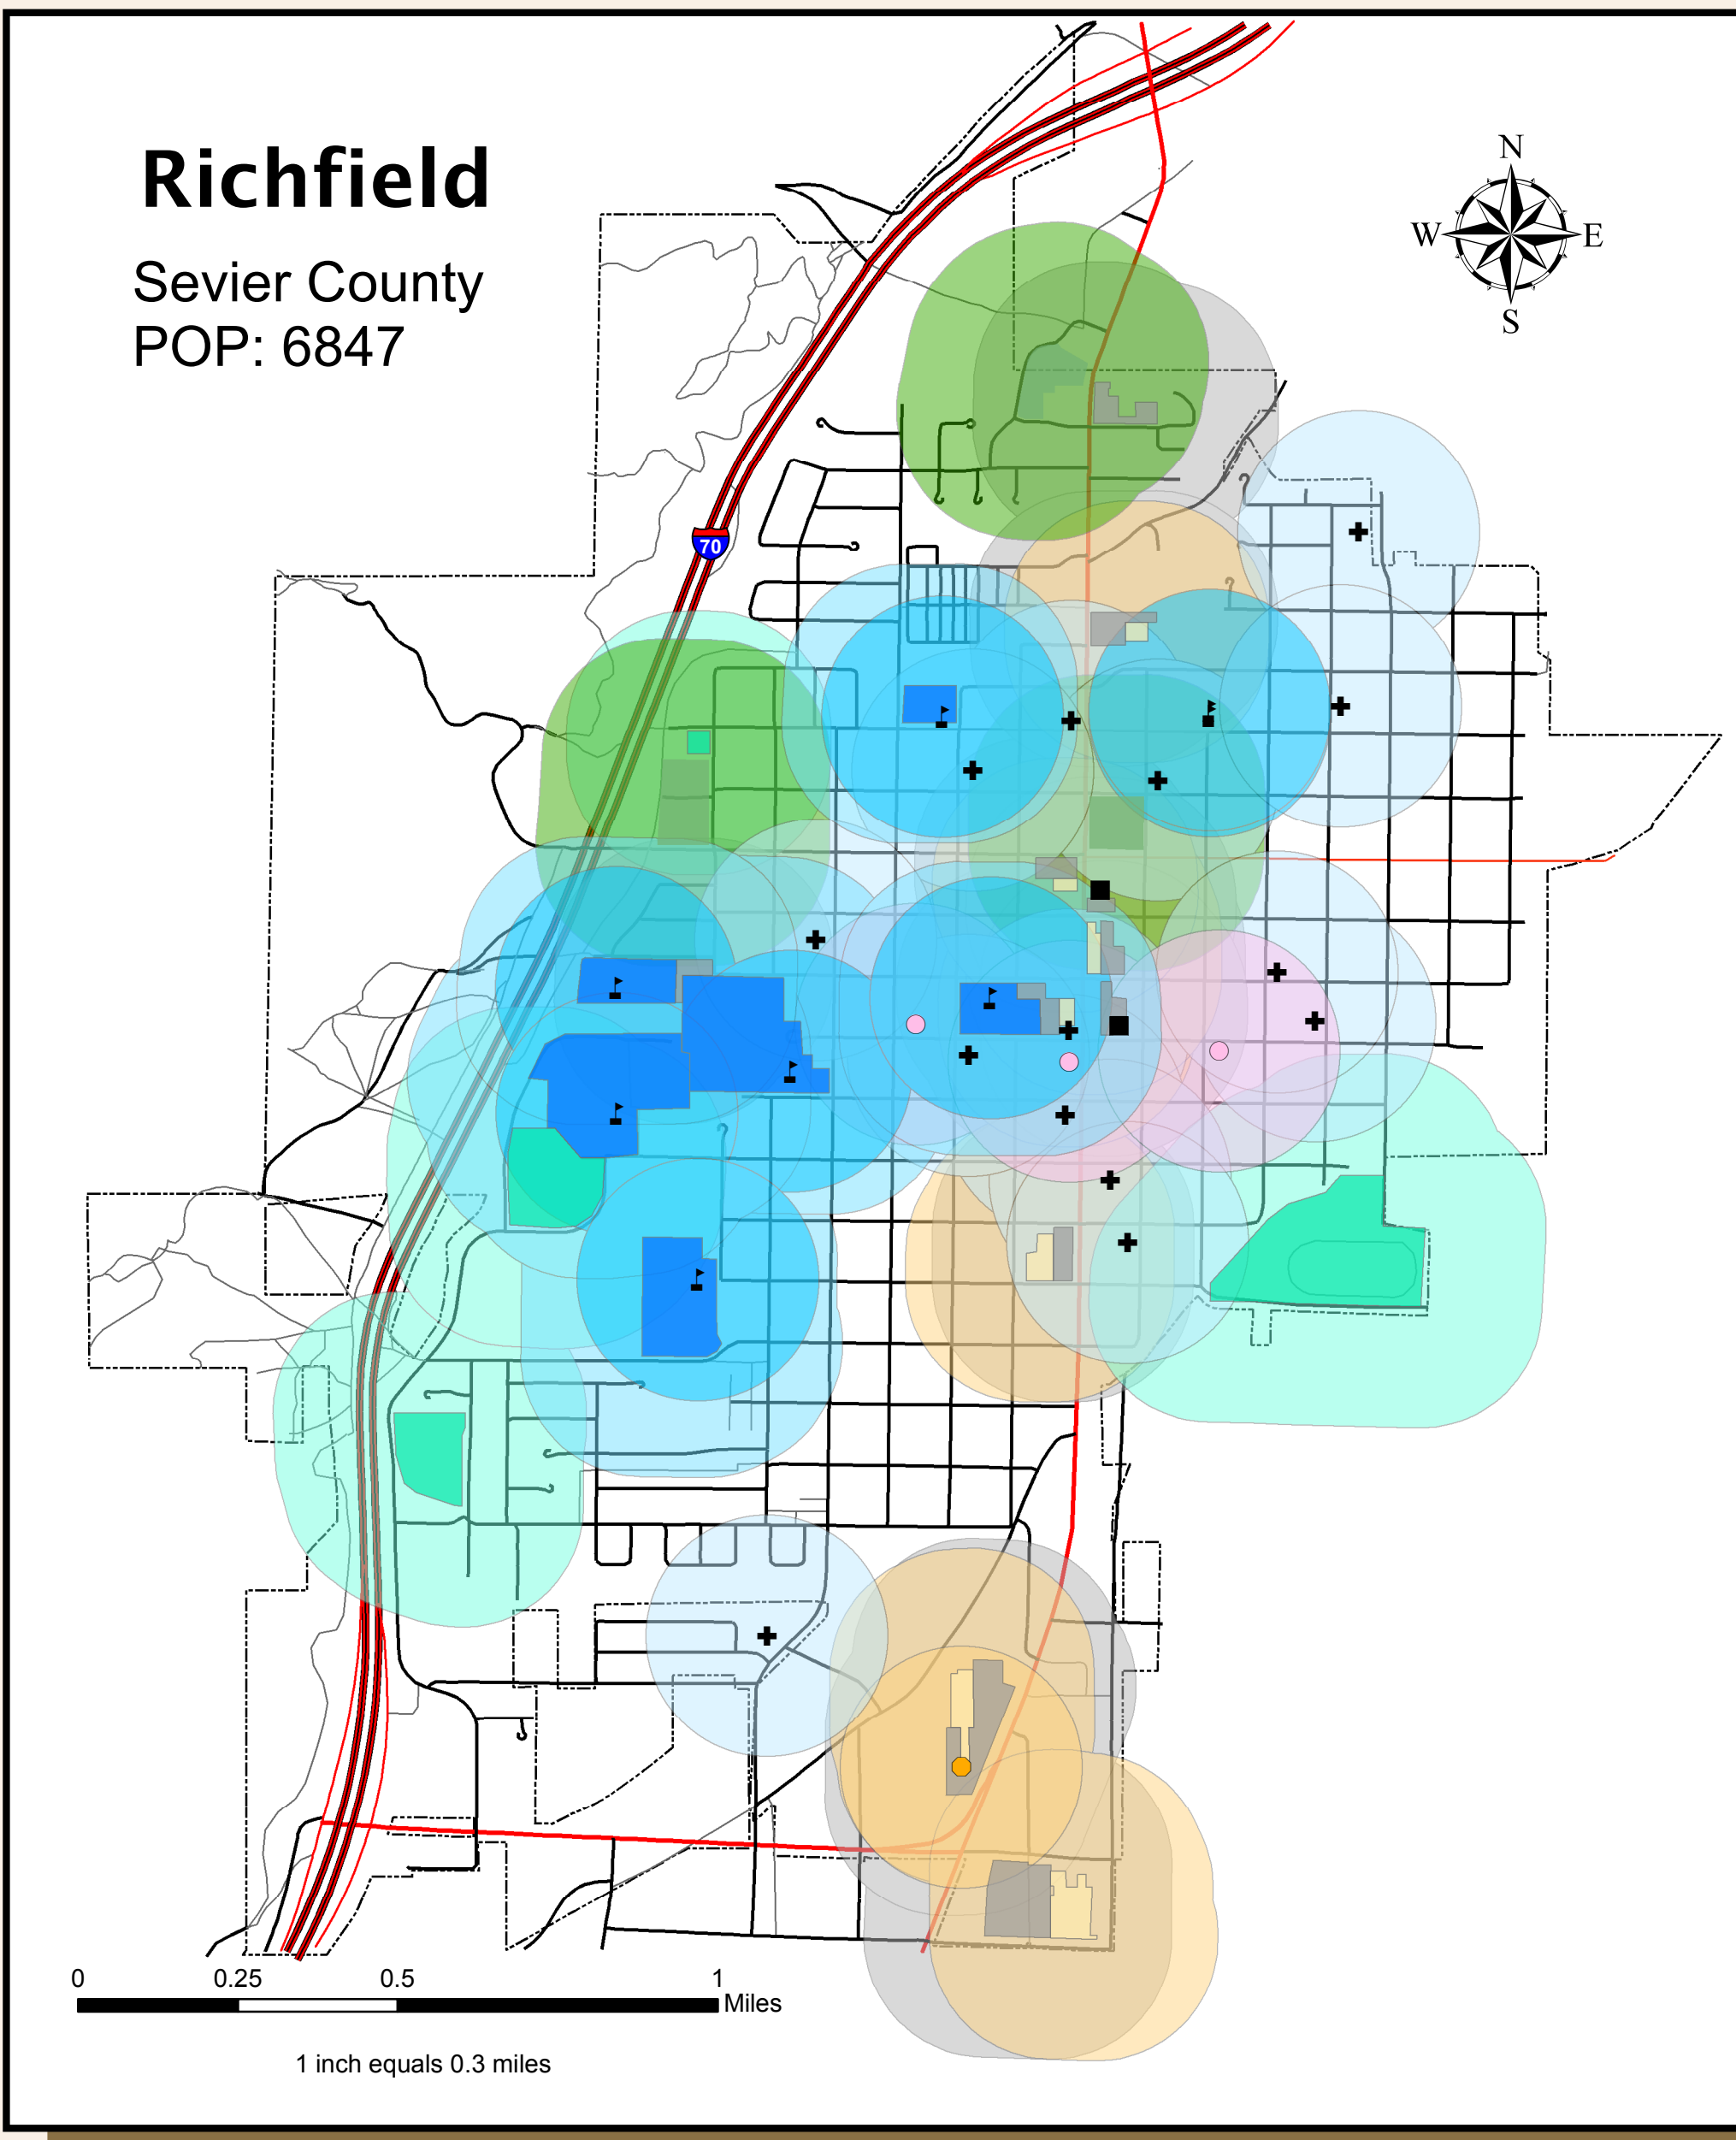 Richfield
Sevier County
POP: 6847
N
W
E
S
70
0
0.25
0.5
1
Miles
1 inch equals 0.3 miles